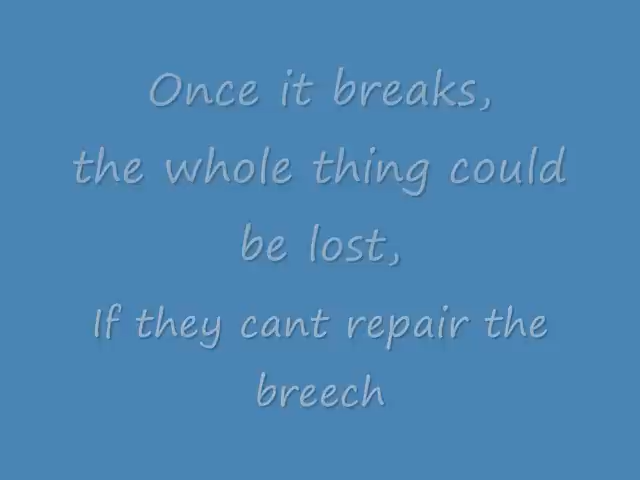 Once it breaks,
the whole thing could
be lost,
If they cant repair the
breech